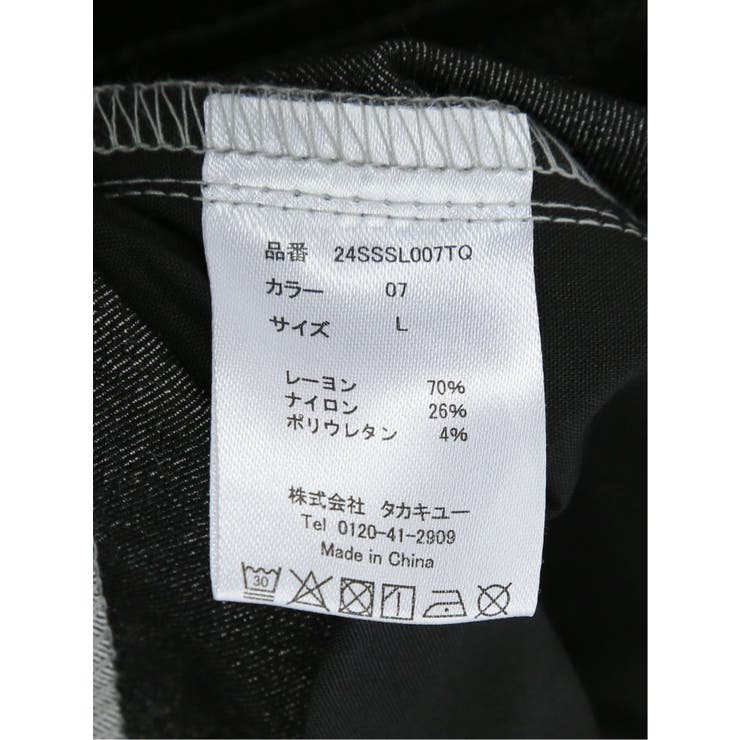 品番 24SSSL007TQ
カラー 07
サイズ L
レーヨン 70%
ナイロン 26%
ポリウレタン 4%
株式会社 タカキュー
Tel 0120-41-2909
Made in China
30